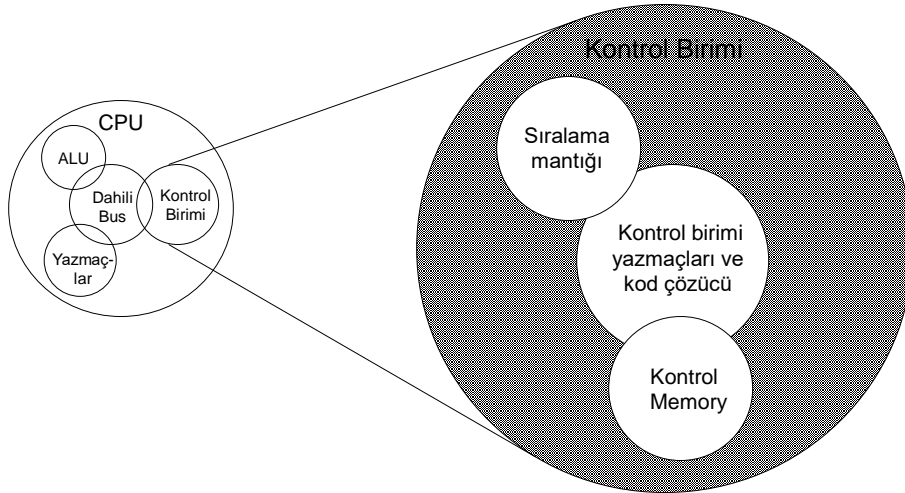 CPU
ALU
Dahili
Bus
Kontrol
Birimi
Yazmaç-
lar
Kontrol Birimi
Sıralama
mantığı
Kontrol birimi
yazmaçları ve
kod çözücü
Kontrol
Memory